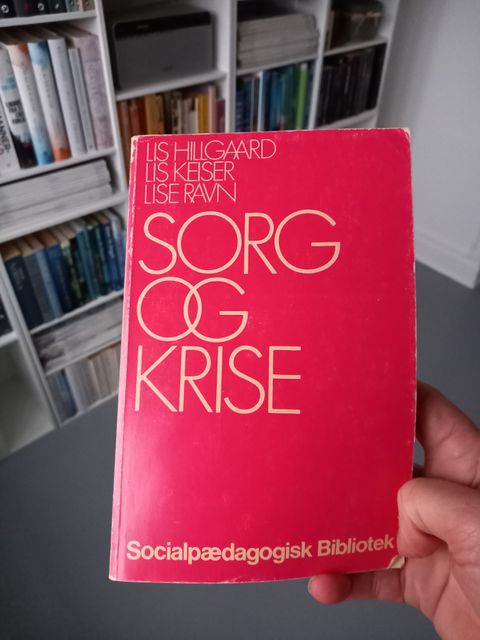 LIS HILLGAARD
LIS KEISER
LISE RAVN
SORG
OG
KRISE
Socialpædagogisk Bibliotek